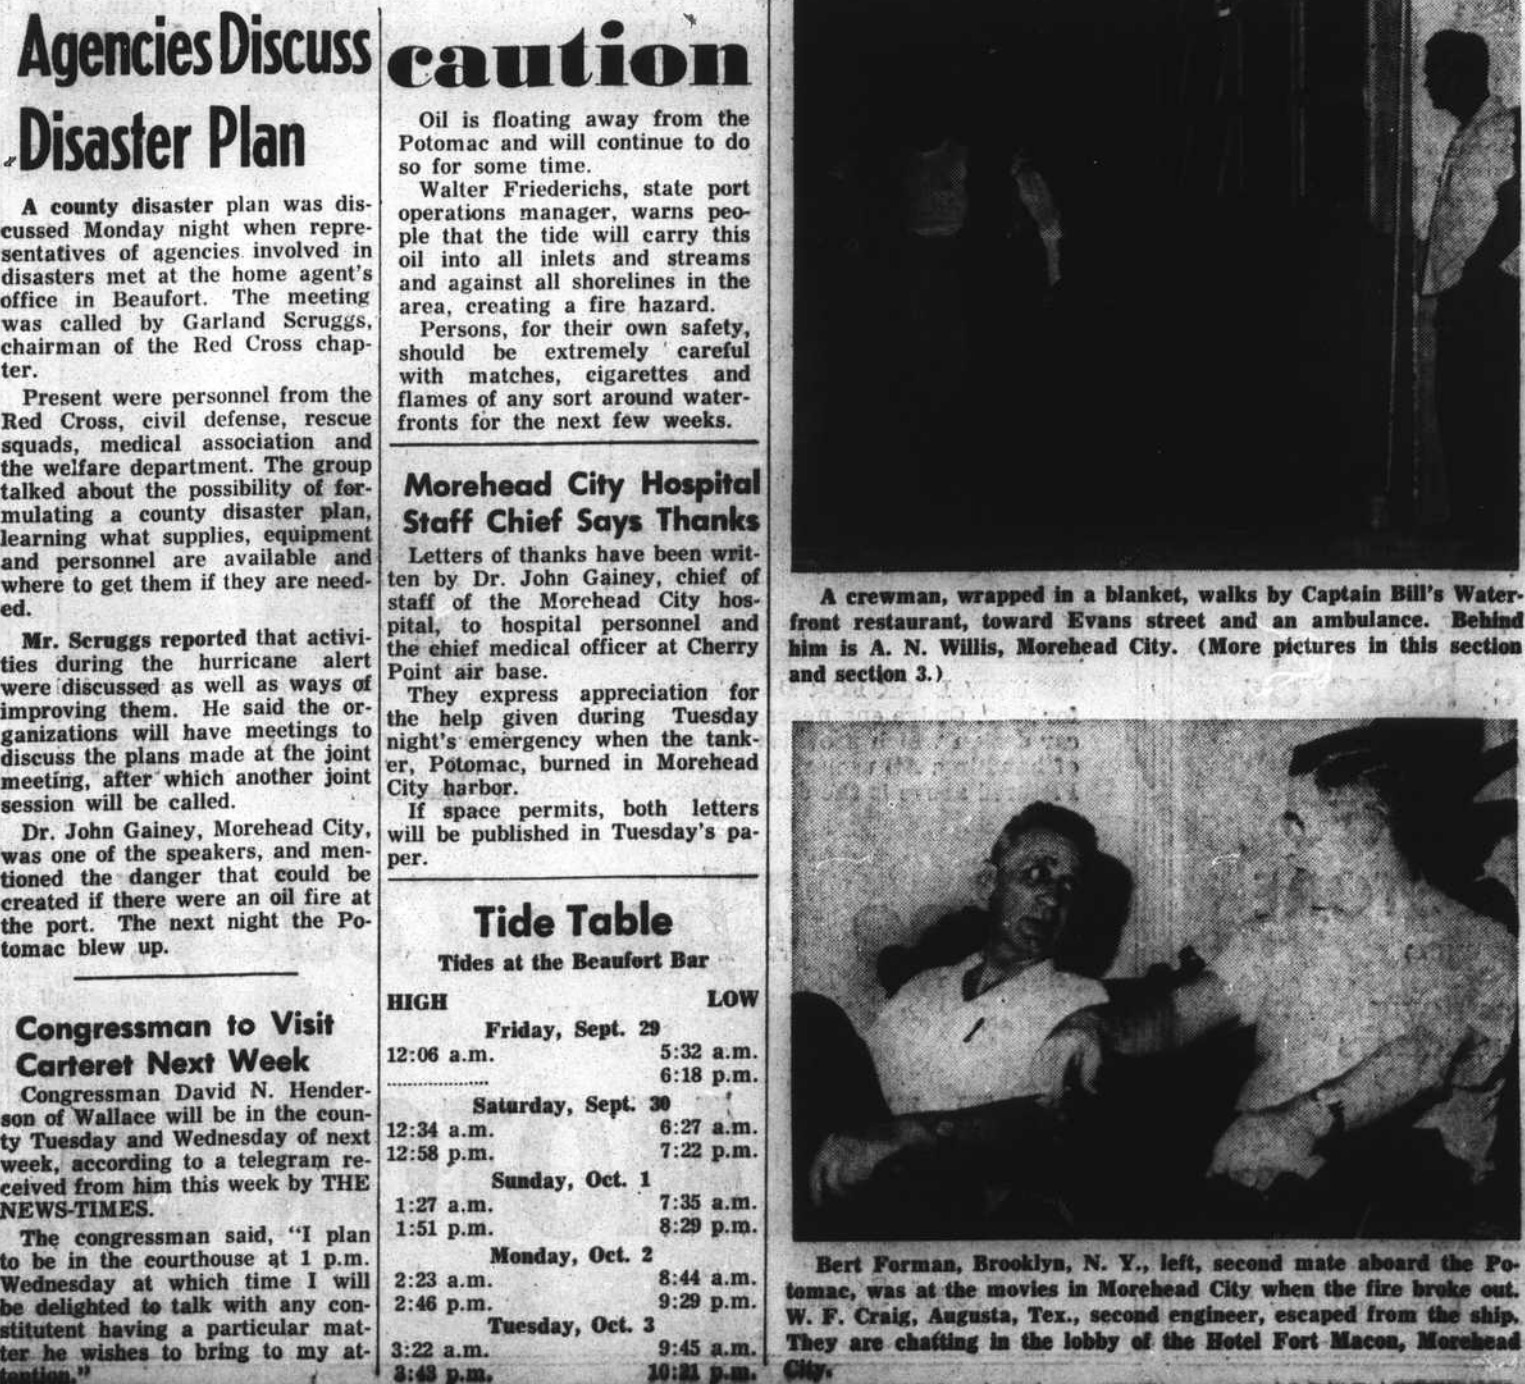 Agencies Discuss
Disaster Plan
A county disaster plan was dis-
cussed Monday night when repre-
sentatives of agencies involved in
disasters met at the home agent's
office in Beaufort. The meeting
was called by Garland Scruggs,
chairman of the Red Cross chap-
ter.
Present were personnel from the
Red Cross, civil defense, rescue
squads, medical association and
the welfare department. The group
talked about the possibility of for-
mulating a county disaster plan,
learning what supplies, equipment
and personnel are available and
where to get them if they are need-
ed.
Mr. Scruggs reported that activi-
ties during the hurricane alert
were discussed as well as ways of
improving them. He said the or-
ganizations will have meetings to
discuss the plans made at the joint
meeting, after which another joint
session will be called.
Dr. John Gainey, Morehead City,
was one of the speakers, and men-
tioned the danger that could be
created if there were an oil fire at
the port. The next night the Po-
tomac blew up.
Congressman to Visit
Carteret Next Week
Congressman David N. Hender-
son of Wallace will be in the coun-
ty Tuesday and Wednesday of next
week, according to a telegram re-
ceived from him this week by THE
NEWS-TIMES.
The congressman said, "I plan
to be in the courthouse at 1 p.m.
Wednesday at which time I will
be delighted to talk with any con-
stitutent having a particular mat-
ter he wishes to bring to my at-
tention."
caution
Oil is floating away from the
Potomac and will continue to do
so for some time.
Walter Friederichs, state port
operations manager, warns peo-
ple that the tide will carry this
oil into all inlets and streams
and against all shorelines in the
area, creating a fire hazard.
Persons, for their own safety,
should be extremely careful
with matches, cigarettes and
flames of any sort around water-
fronts for the next few weeks.
Morehead City Hospital
Staff Chief Says Thanks
Letters of thanks have been writ-
ten by Dr. John Gainey, chief of
staff of the Morehead City hos-
pital, to hospital personnel and
the chief medical officer at Cherry
Point air base.
They express appreciation for
the help given during Tuesday
night's emergency when the tank-
er, Potomac, burned in Morehead
City harbor.
If space permits, both letters
will be published in Tuesday's pa-
per.
Tide Table
Tides at the Beaufort Bar
HIGH LOW
Friday, Sept. 29
12:06 a.m. 5:32 a.m.
..................... 6:18 p.m.
Saturday, Sept. 30
12:34 a.m. 6:27 a.m.
12:58 p.m. 7:22 p.m.
Sunday, Oct. 1
1:27 a.m. 7:35 a.m.
1:51 p.m. 8:29 p.m.
Monday, Oct. 2
2:23 a.m. 8:44 a.m.
2:46 p.m. 9:29 p.m.
Tuesday, Oct. 3
3:22 a.m. 9:45 a.m.
3:43 p.m. 10:21 p.m.
A crewman, wrapped in a blanket, walks by Captain Bill's Water-
front restaurant, toward Evans street and an ambulance. Behind
him is A. N. Willis, Morehead City. (More pictures in this section
and section 3.)
Bert Forman, Brooklyn, N. Y., left, second mate aboard the Po-
tomac, was at the movies in Morehead City when the fire broke out.
W. F. Craig, Augusta, Tex., second engineer, escaped from the ship.
They are chatting in the lobby of the Hotel Fort Macon, Morehead
City.